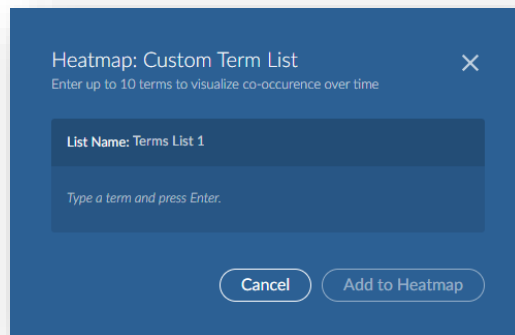 Heatmap: Custom Term List
Enter up to 10 terms to visualize co-occurence over time
List Name: Terms List 1
Type a term and press Enter.
Cancel Add to Heatmap